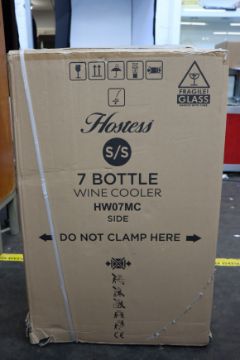 FRAGILE!
GLASS
Hostess
S/S
7 BOTTLE
WINE COOLER
HW07MC
SIDE
DO NOT CLAMP HERE